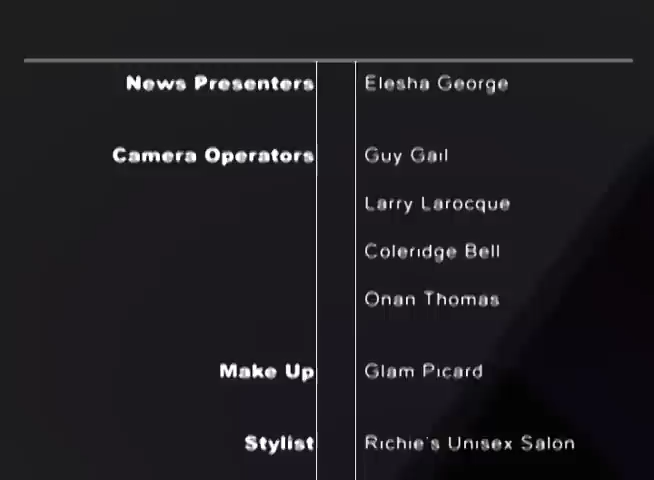 News Presenters Elesha George
Camera Operators Guy Gail
Larry Larocque
Coleridge Bell
Onan Thomas
Make Up Glam Picard
Stylist Richie's Unisex Salon